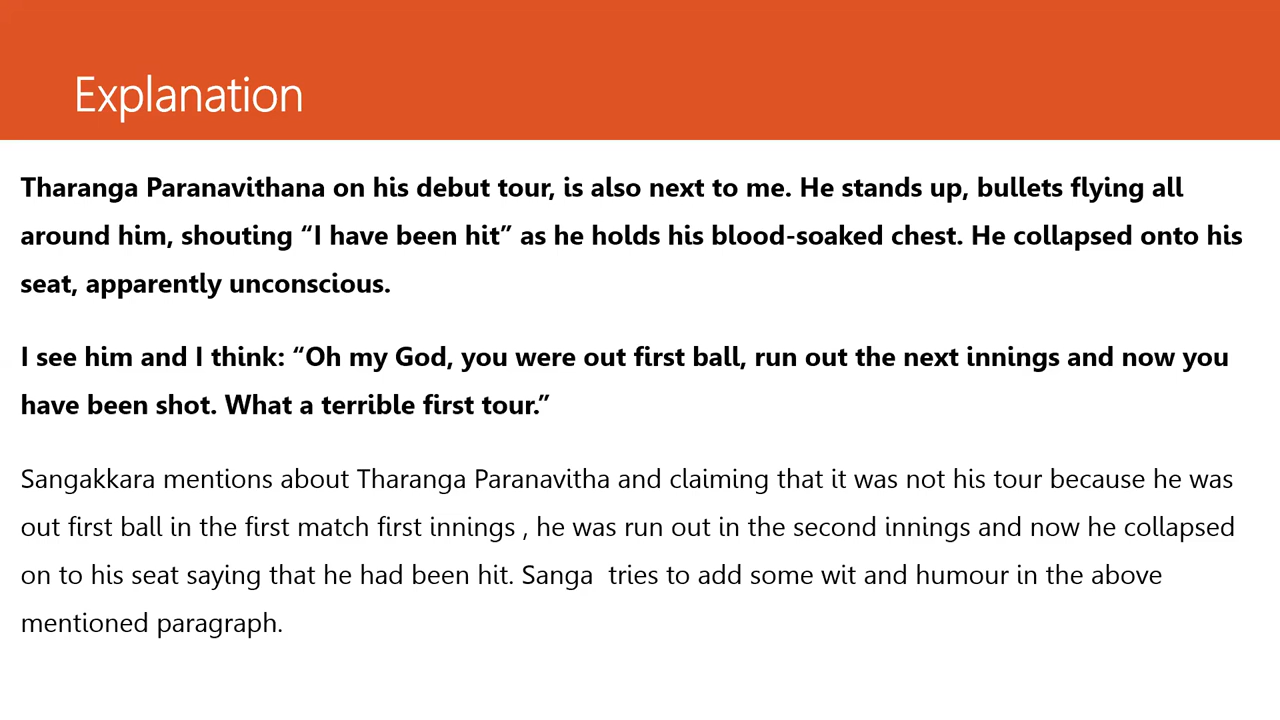 Explanation
Tharanga Paranavithana on his debut tour, is also next to me. He stands up, bullets flying all
around him, shouting “I have been hit” as he holds his blood-soaked chest. He collapsed onto his
seat, apparently unconscious.
I see him and I think: “Oh my God, you were out first ball, run out the next innings and now you
have been shot. What a terrible first tour.”
Sangakkara mentions about Tharanga Paranavitha and claiming that it was not his tour because he was
out first ball in the first match first innings , he was run out in the second innings and now he collapsed
on to his seat saying that he had been hit. Sanga  tries to add some wit and humour in the above
mentioned paragraph.